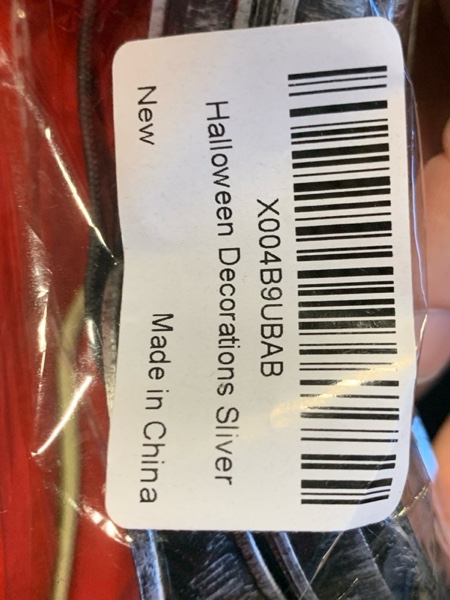 X004B9UBAB
Halloween Decorations Sliver
New Made in China